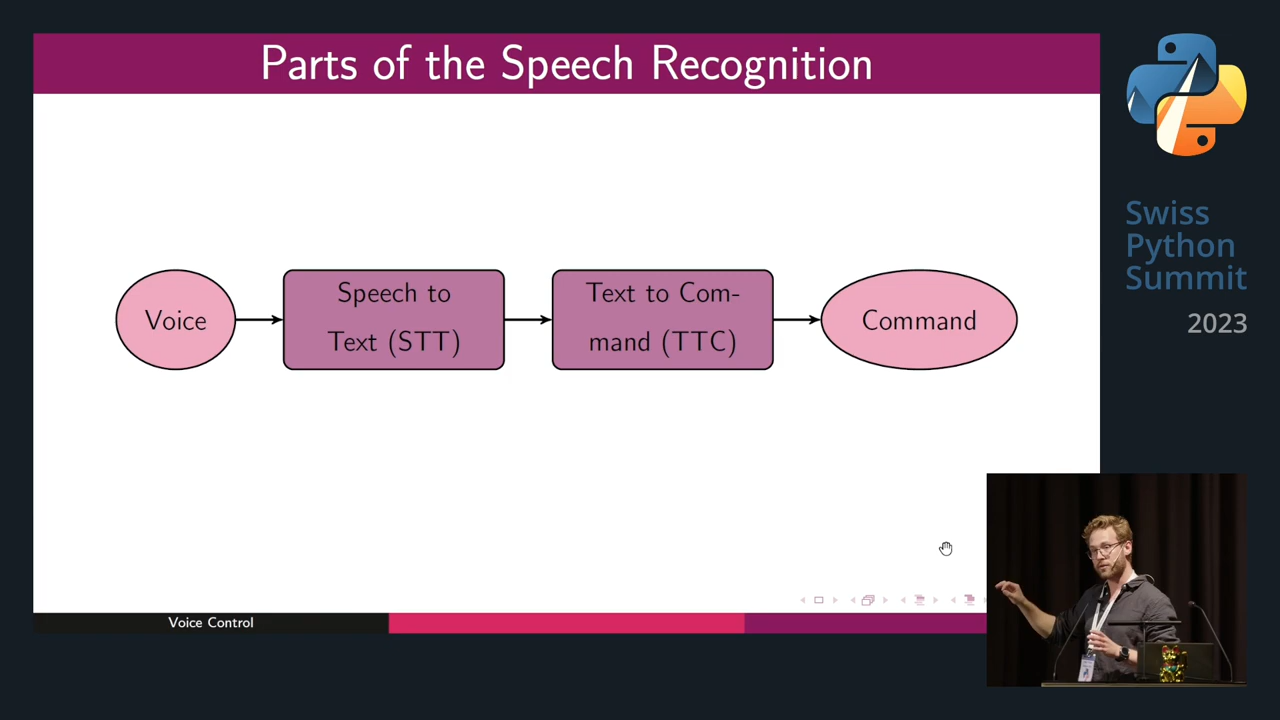 Parts of the Speech Recognition
Voice
Speech to
Text (STT)
Text to Com-
mand (TTC)
Command
Voice Control
Swiss
Python
Summit
2023